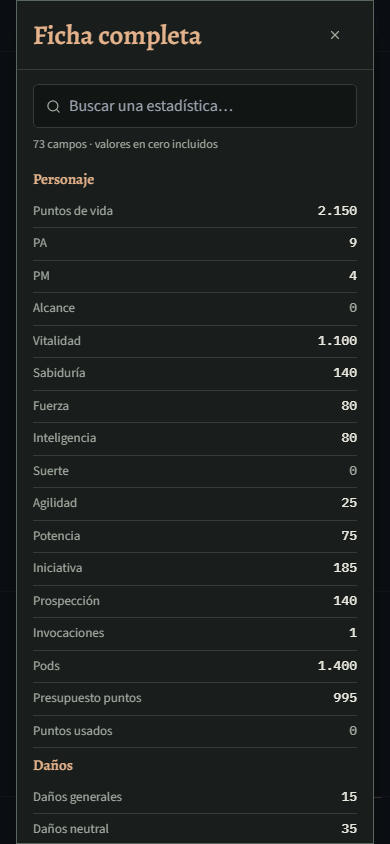 Ficha completa ×
Buscar una estadística...
73 campos · valores en cero incluidos
Personaje
Puntos de vida 2.150
PA 9
PM 4
Alcance 0
Vitalidad 1.100
Sabiduría 140
Fuerza 80
Inteligencia 80
Suerte 0
Agilidad 25
Potencia 75
Iniciativa 185
Prospección 140
Invocaciones 1
Pods 1.400
Presupuesto puntos 995
Puntos usados 0
Daños
Daños generales 15
Daños neutral 35